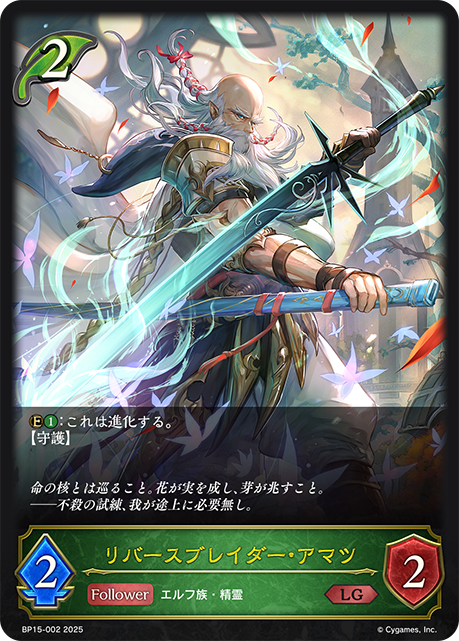 2
E1：これは進化する。
【守護】
命の核とは巡ること。花が実を成し、芽が兆すこと。
――不殺の試練、我が途上に必要無し。
リバースブレイダー・アマツ
2
Follower
エルフ族・精霊
LG
2
BP15-002 2025
© Cygames, Inc.